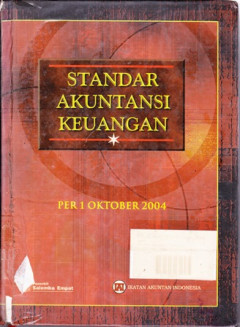 STANDAR
AKUNTANSI
KEUANGAN
PER 1 OKTOBER 2004
Salemba Empat
IKATAN AKUNTAN INDONESIA